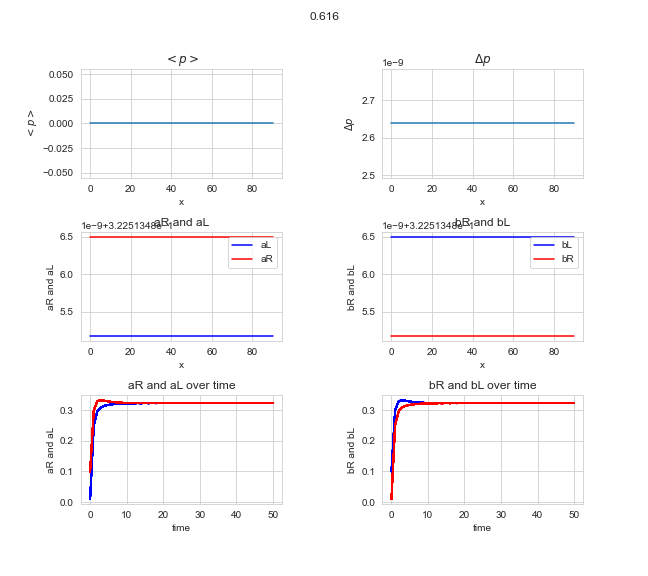 0.616
< p >
Δp
1e−9
0.050
0.025
0.000
−0.025
−0.050
< p >
0 20 40 60 80
x
2.7
2.6
2.5
Δp
0 20 40 60 80
x
aR and aL
1e−9+3.2251348e−1
6.5
6.0
5.5
aR and aL
aL
aR
0 20 40 60 80
x
bR and bL
1e−9+3.2251348e−1
6.5
6.0
5.5
bR and bL
bL
bR
0 20 40 60 80
x
aR and aL over time
0.3
0.2
0.1
0.0
aR and aL
0 10 20 30 40 50
time
bR and bL over time
0.3
0.2
0.1
0.0
bR and bL
0 10 20 30 40 50
time